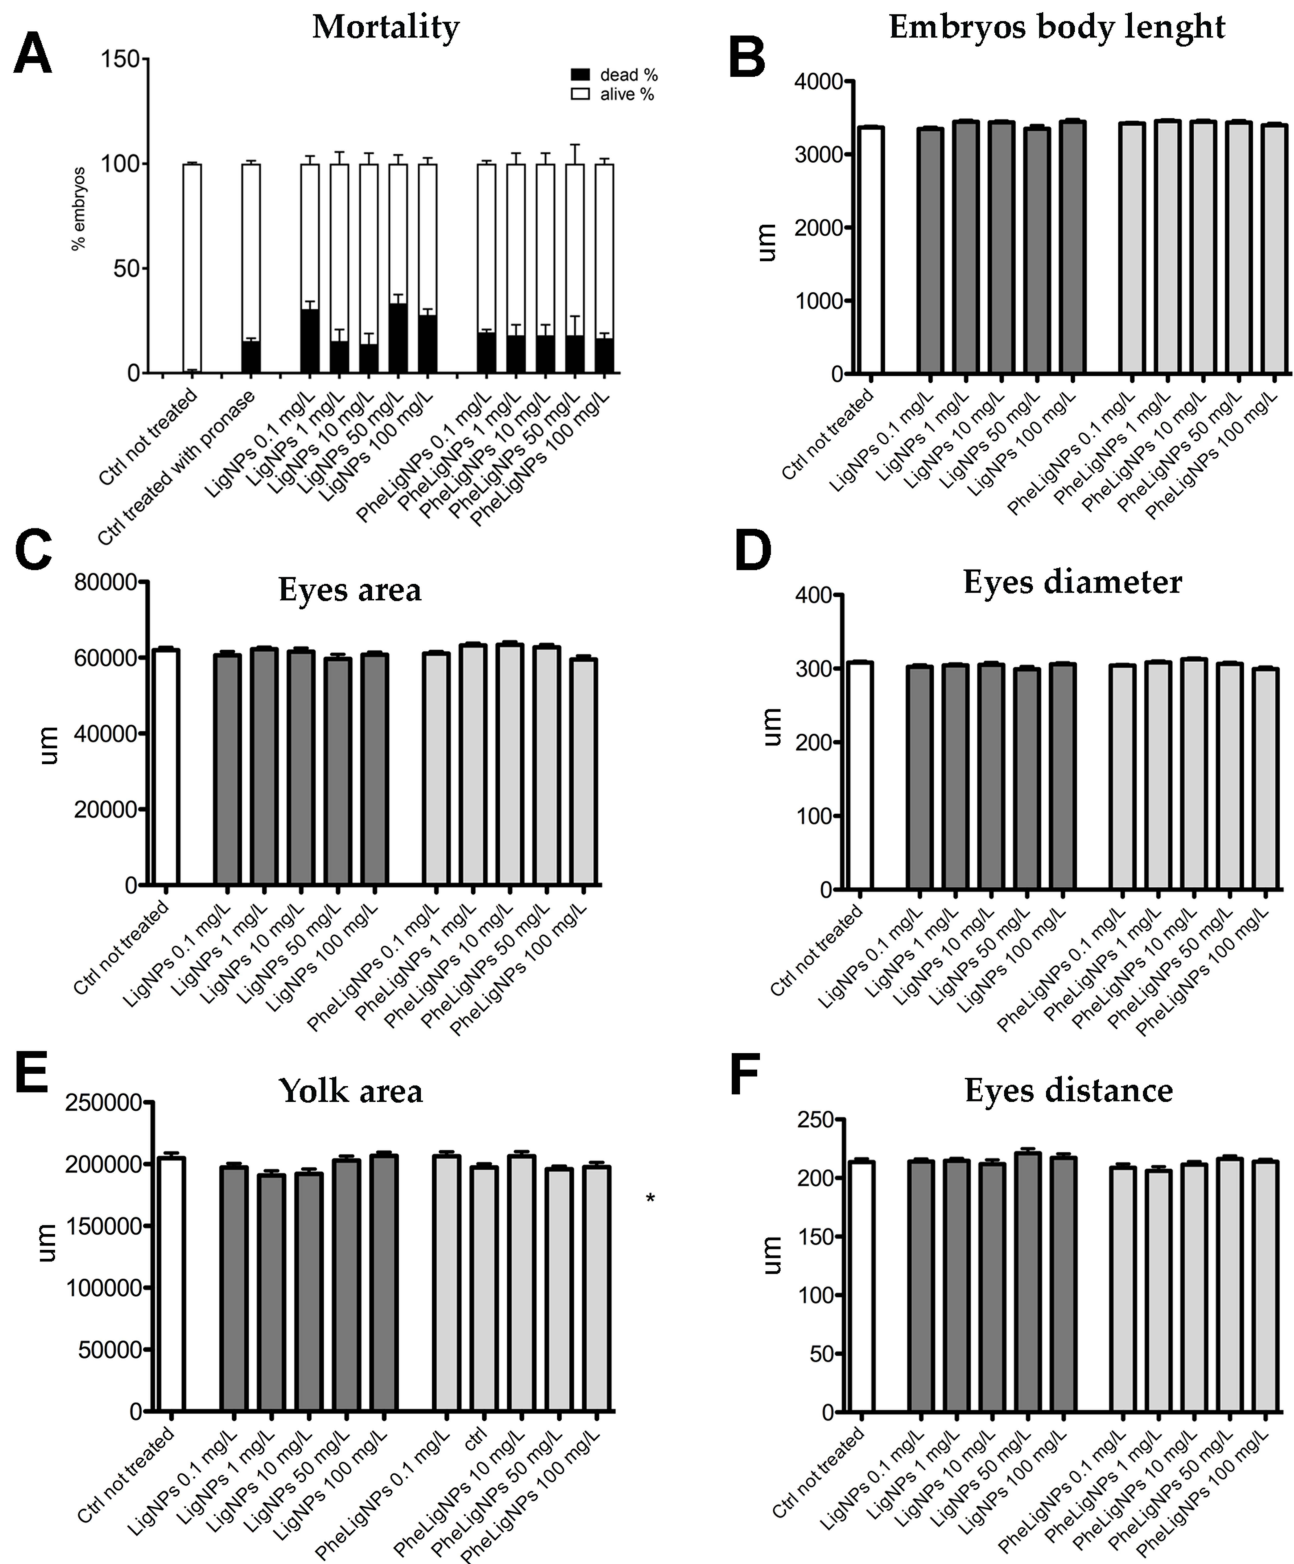 A
Mortality
150
100
50
0
% embryos
dead %
alive %
Ctrl not treated
Ctrl treated with pronase
LigNPs 0.1 mg/L
LigNPs 1 mg/L
LigNPs 10 mg/L
LigNPs 50 mg/L
LigNPs 100 mg/L
PheLigNPs 0.1 mg/L
PheLigNPs 1 mg/L
PheLigNPs 10 mg/L
PheLigNPs 50 mg/L
PheLigNPs 100 mg/L
B
Embryos body lenght
4000
3000
2000
1000
0
um
Ctrl not treated
LigNPs 0.1 mg/L
LigNPs 1 mg/L
LigNPs 10 mg/L
LigNPs 50 mg/L
LigNPs 100 mg/L
PheLigNPs 0.1 mg/L
PheLigNPs 1 mg/L
PheLigNPs 10 mg/L
PheLigNPs 50 mg/L
PheLigNPs 100 mg/L
C
Eyes area
80000
60000
40000
20000
0
um
Ctrl not treated
LigNPs 0.1 mg/L
LigNPs 1 mg/L
LigNPs 10 mg/L
LigNPs 50 mg/L
LigNPs 100 mg/L
PheLigNPs 0.1 mg/L
PheLigNPs 1 mg/L
PheLigNPs 10 mg/L
PheLigNPs 50 mg/L
PheLigNPs 100 mg/L
D
Eyes diameter
400
300
200
100
0
um
Ctrl not treated
LigNPs 0.1 mg/L
LigNPs 1 mg/L
LigNPs 10 mg/L
LigNPs 50 mg/L
LigNPs 100 mg/L
PheLigNPs 0.1 mg/L
PheLigNPs 1 mg/L
PheLigNPs 10 mg/L
PheLigNPs 50 mg/L
PheLigNPs 100 mg/L
E
Yolk area
250000
200000
150000
100000
50000
0
um
*
Ctrl not treated
LigNPs 0.1 mg/L
LigNPs 1 mg/L
LigNPs 10 mg/L
LigNPs 50 mg/L
LigNPs 100 mg/L
PheLigNPs 0.1 mg/L
ctrl
PheLigNPs 10 mg/L
PheLigNPs 50 mg/L
PheLigNPs 100 mg/L
F
Eyes distance
250
200
150
100
50
0
um
Ctrl not treated
LigNPs 0.1 mg/L
LigNPs 1 mg/L
LigNPs 10 mg/L
LigNPs 50 mg/L
LigNPs 100 mg/L
PheLigNPs 0.1 mg/L
PheLigNPs 1 mg/L
PheLigNPs 10 mg/L
PheLigNPs 50 mg/L
PheLigNPs 100 mg/L